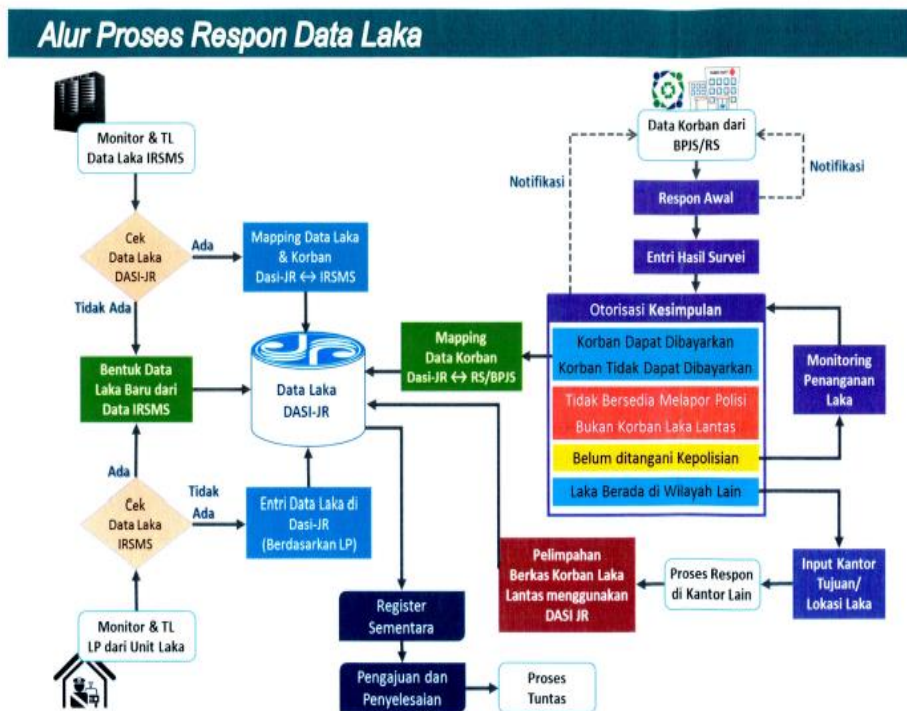 Alur Proses Respon Data Laka
Monitor & TL
Data Laka IRSMS
Cek
Data Laka
DASI-JR
Ada
Tidak Ada
Mapping Data Laka
& Korban
Dasi-JR ↔ IRSMS
Bentuk Data
Laka Baru dari
Data IRSMS
Data Laka
DASI-JR
Mapping
Data Korban
Dasi-JR ↔ RS/BPJS
Ada
Cek
Data Laka
IRSMS
Tidak
Ada
Entri Data Laka di
Dasi-JR
(Berdasarkan LP)
Monitor & TL
LP dari Unit Laka
Data Korban dari
BPJS/RS
Notifikasi
Notifikasi
Respon Awal
Entri Hasil Survei
Otorisasi Kesimpulan
Korban Dapat Dibayarkan
Korban Tidak Dapat Dibayarkan
Tidak Bersedia Melapor Polisi
Bukan Korban Laka Lantas
Belum ditangani Kepolisian
Laka Berada di Wilayah Lain
Monitoring
Penanganan
Laka
Input Kantor
Tujuan/
Lokasi Laka
Proses Respon
di Kantor Lain
Pelimpahan
Berkas Korban Laka
Lantas menggunakan
DASI JR
Register
Sementara
Pengajuan dan
Penyelesaian
Proses
Tuntas